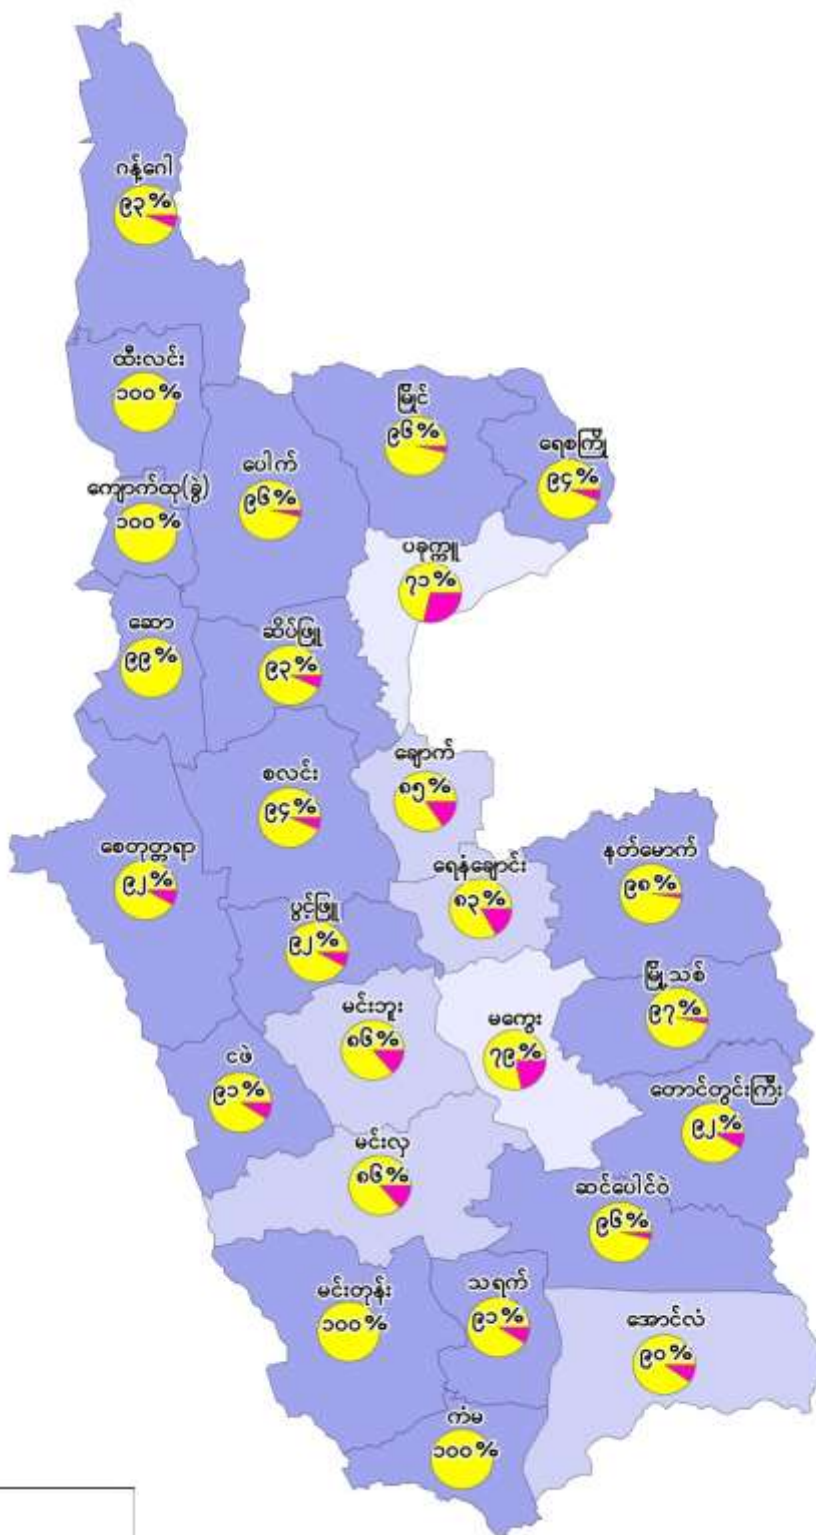 ဂန့်ဂေါ
၉၃%
ထီးလင်း
၁၀၀%
မြိုင်
၉၆%
ရေစကြို
၉၄%
ပေါက်
၉၆%
ကျောက်ထု(ခွဲ)
၁၀၀%
ပခုက္ကူ
၇၁%
ဆော
၉၉%
ဆိပ်ဖြူ
၉၃%
ချောက်
၈၅%
စလင်း
၉၄%
စေတုတ္တရာ
၉၂%
ရေနံချောင်း
၈၃%
နတ်မောက်
၉၈%
ပွင့်ဖြူ
၉၂%
မြို့သစ်
၉၇%
မင်းဘူး
၈၆%
မကွေး
၇၉%
ငဖဲ
၉၁%
တောင်တွင်းကြီး
၉၂%
မင်းလှ
၈၆%
ဆင်ပေါင်ဝဲ
၉၆%
မင်းတုန်း
၁၀၀%
သရက်
၉၁%
အောင်လံ
၉၀%
ကံမ
၁၀၀%